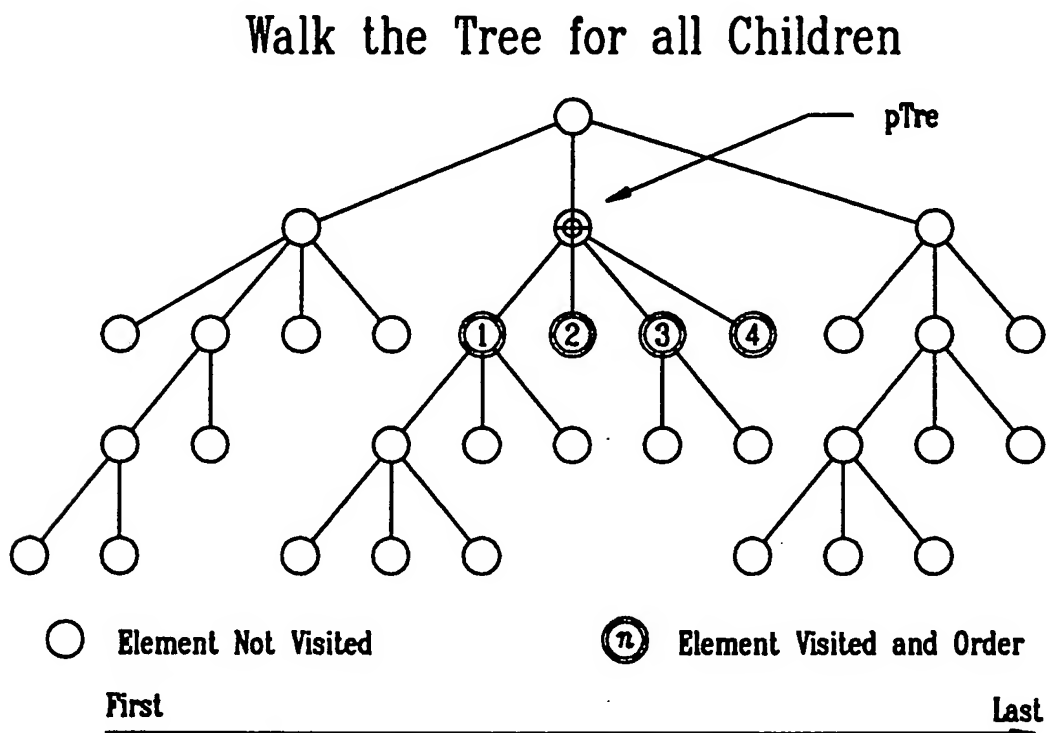 Walk the Tree for all Children
pTre
1 2 3 4
Element Not Visited
n Element Visited and Order
First Last